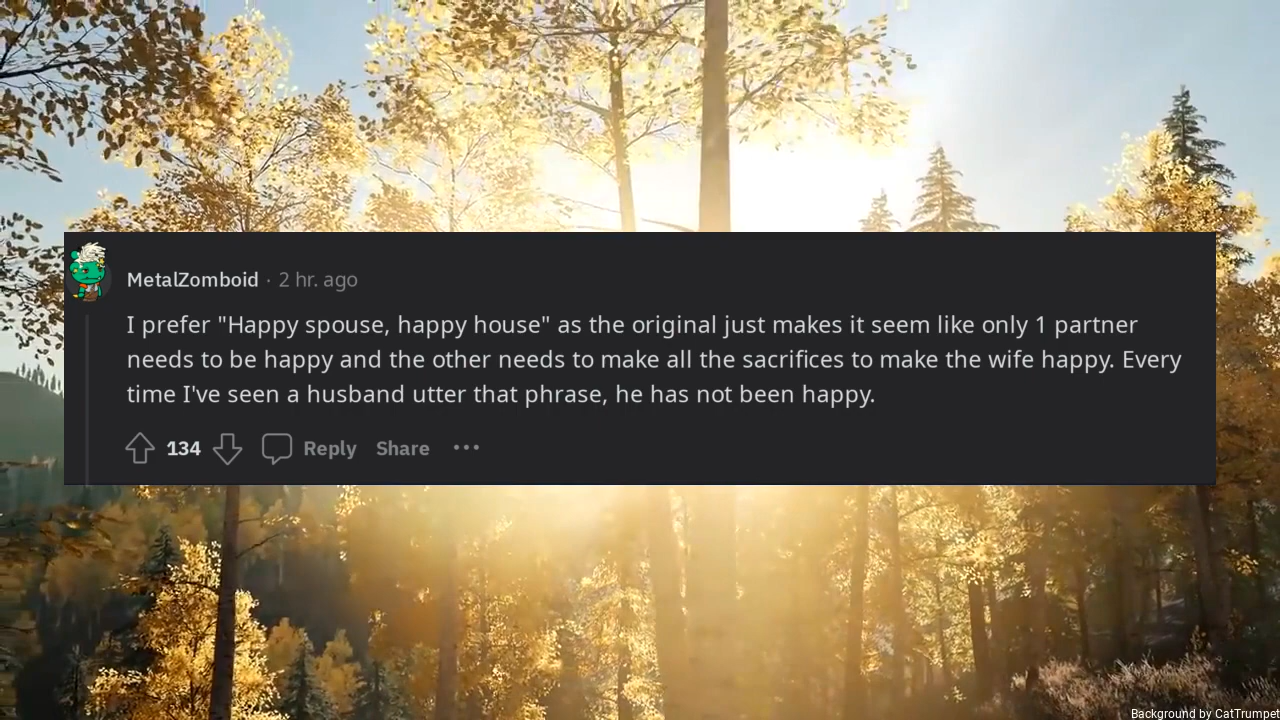 MetalZomboid · 2 hr. ago
I prefer "Happy spouse, happy house" as the original just makes it seem like only 1 partner
needs to be happy and the other needs to make all the sacrifices to make the wife happy. Every
time I've seen a husband utter that phrase, he has not been happy.
134 Reply Share ···
Background by CatTrumpet